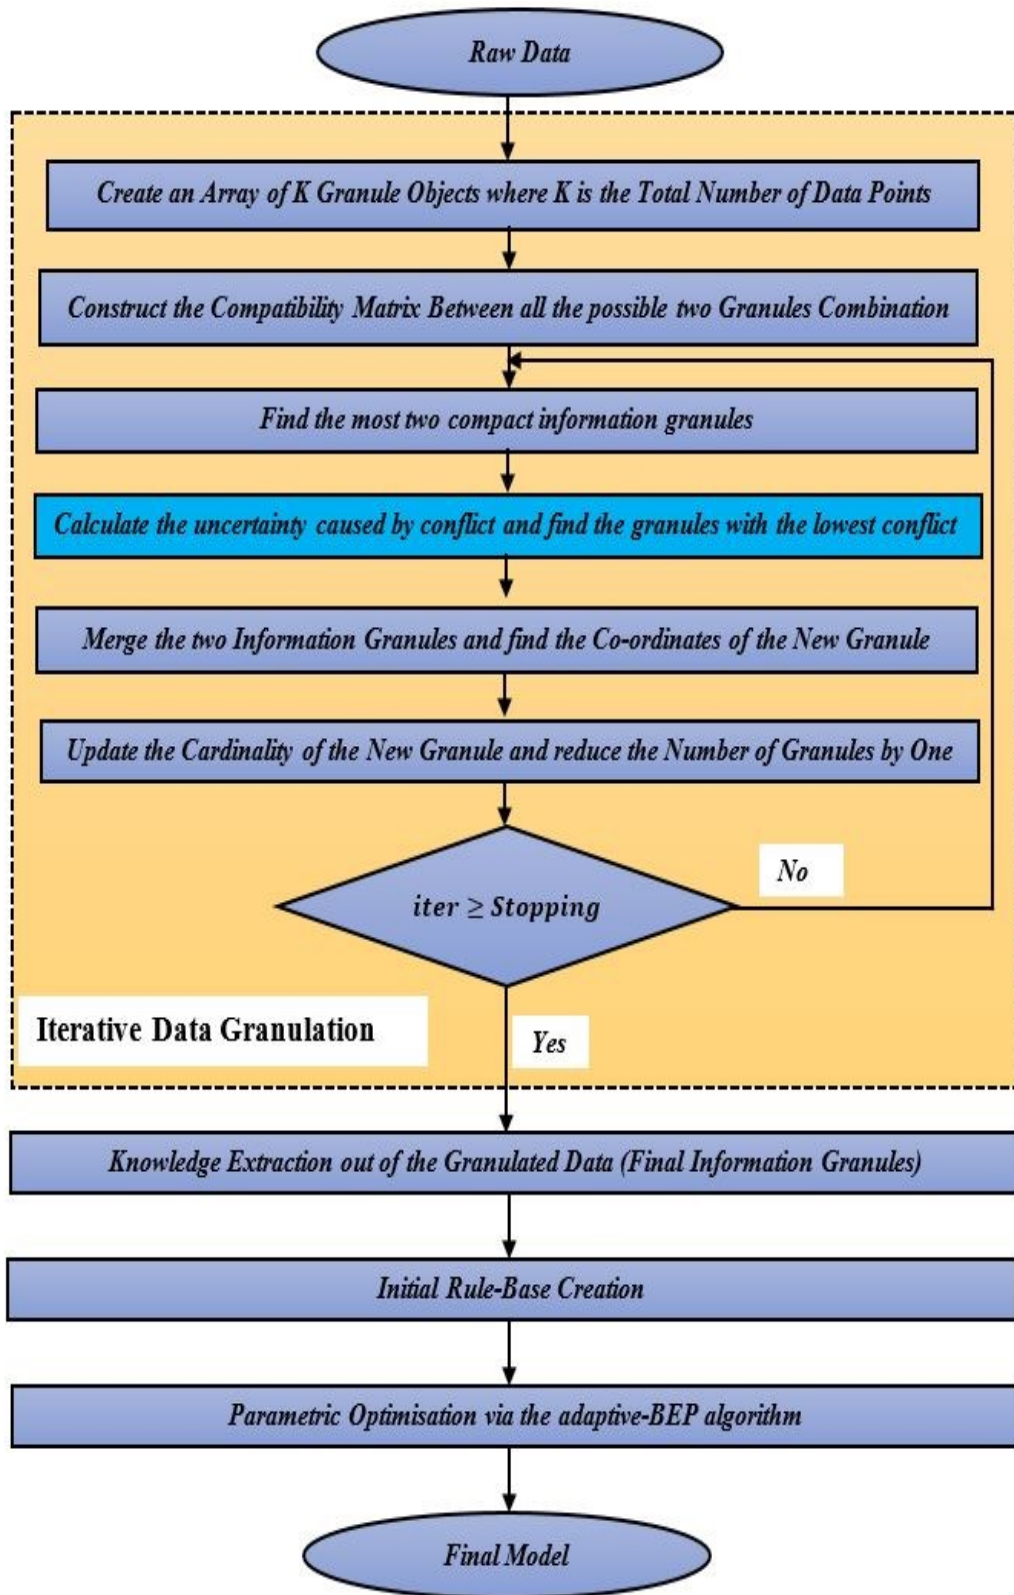 Raw Data
Create an Array of K Granule Objects where K is the Total Number of Data Points
Construct the Compatibility Matrix Between all the possible two Granules Combination
Find the most two compact information granules
Calculate the uncertainty caused by conflict and find the granules with the lowest conflict
Merge the two Information Granules and find the Co-ordinates of the New Granule
Update the Cardinality of the New Granule and reduce the Number of Granules by One
iter ≥ Stopping
No
Iterative Data Granulation
Yes
Knowledge Extraction out of the Granulated Data (Final Information Granules)
Initial Rule-Base Creation
Parametric Optimisation via the adaptive-BEP algorithm
Final Model